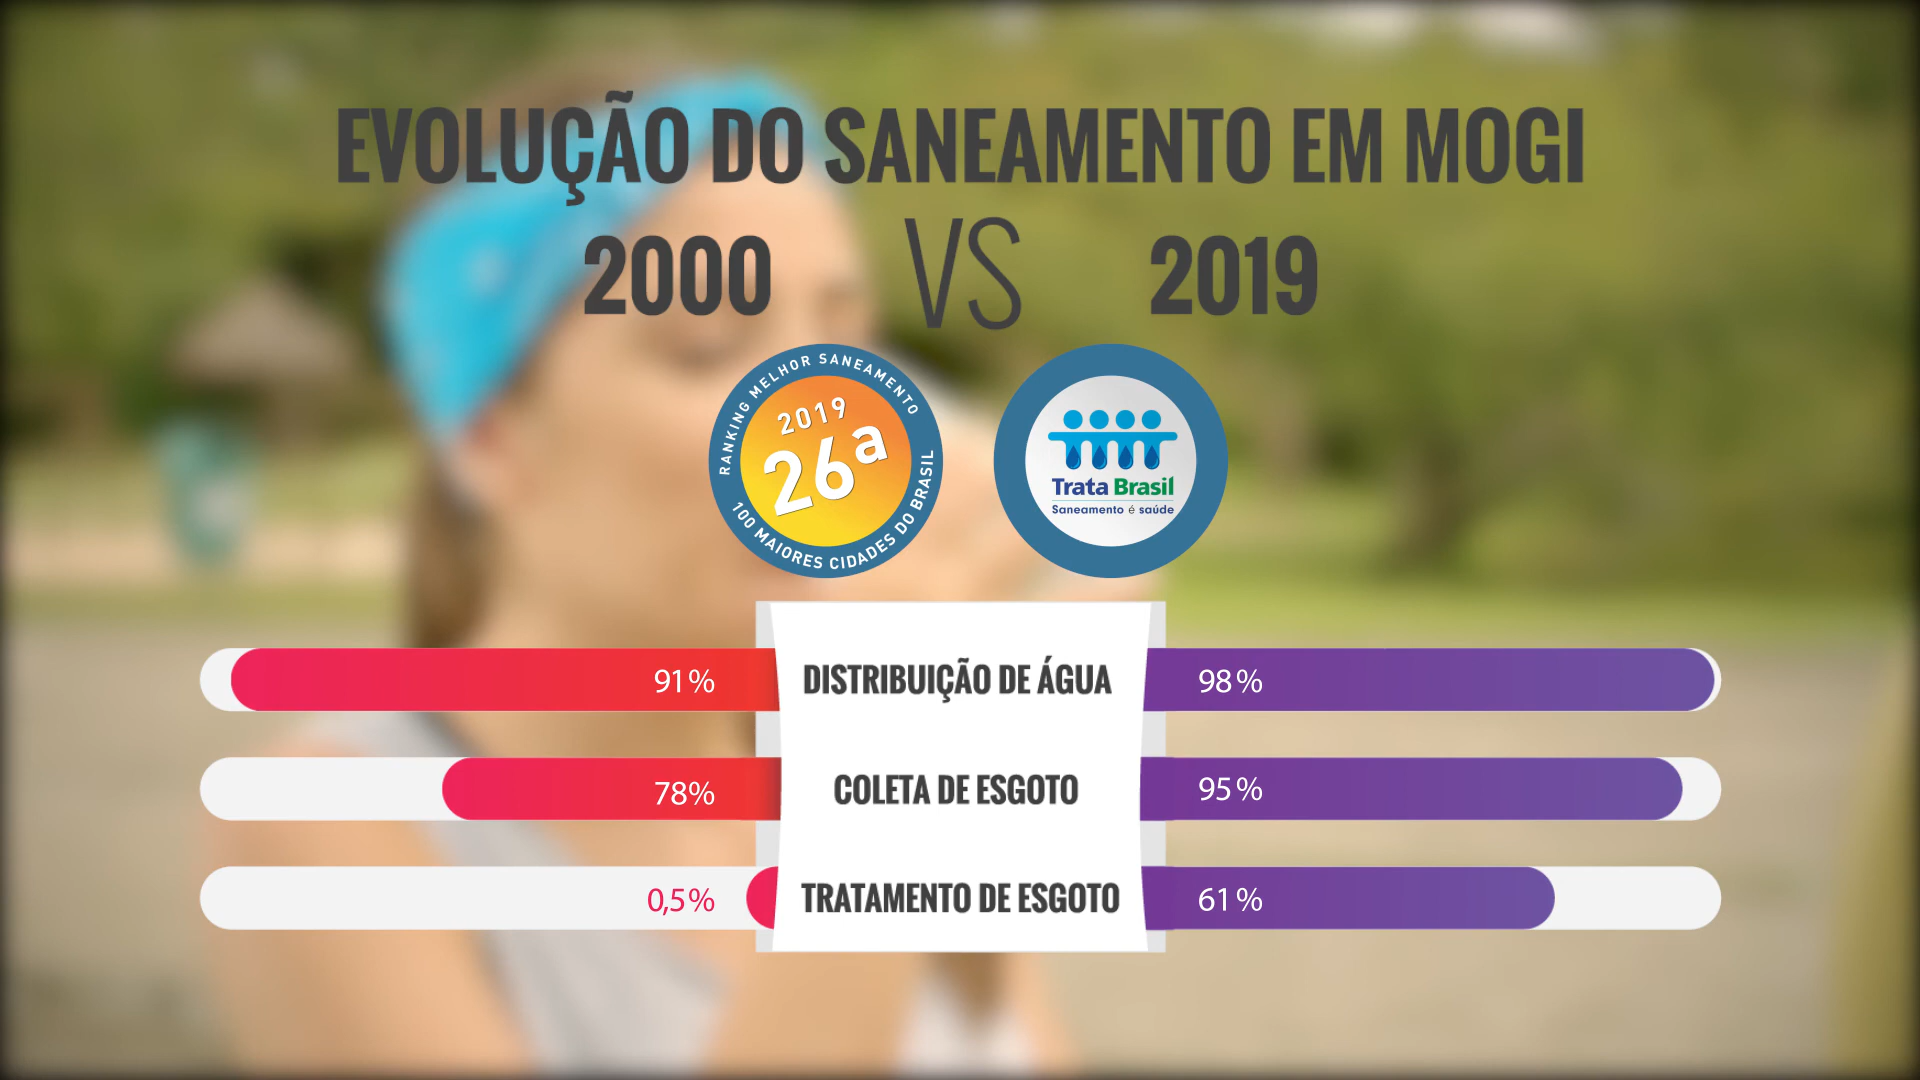 EVOLUÇÃO DO SANEAMENTO EM MOGI
2000 VS 2019
RANKING MELHOR SANEAMENTO
2019
26ª
100 MAIORES CIDADES DO BRASIL
Trata Brasil
Saneamento é saúde
91% DISTRIBUIÇÃO DE ÁGUA 98%
78% COLETA DE ESGOTO 95%
0,5% TRATAMENTO DE ESGOTO 61%